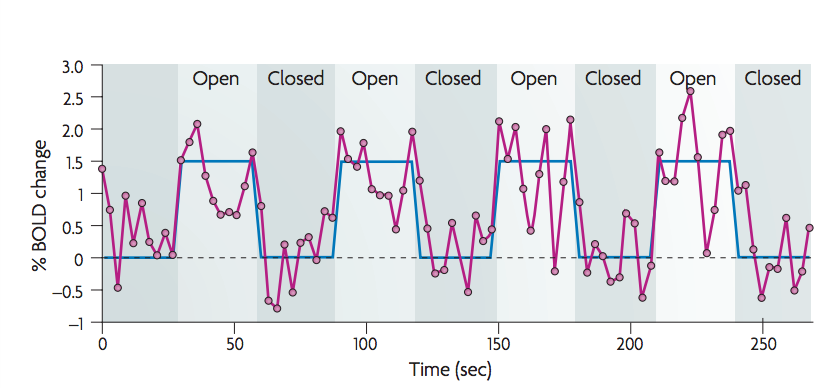 3.0
2.5
2.0
1.5
1
0.5
0
–0.5
–1
% BOLD change
Open Closed Open Closed Open Closed Open Closed
0 50 100 150 200 250
Time (sec)